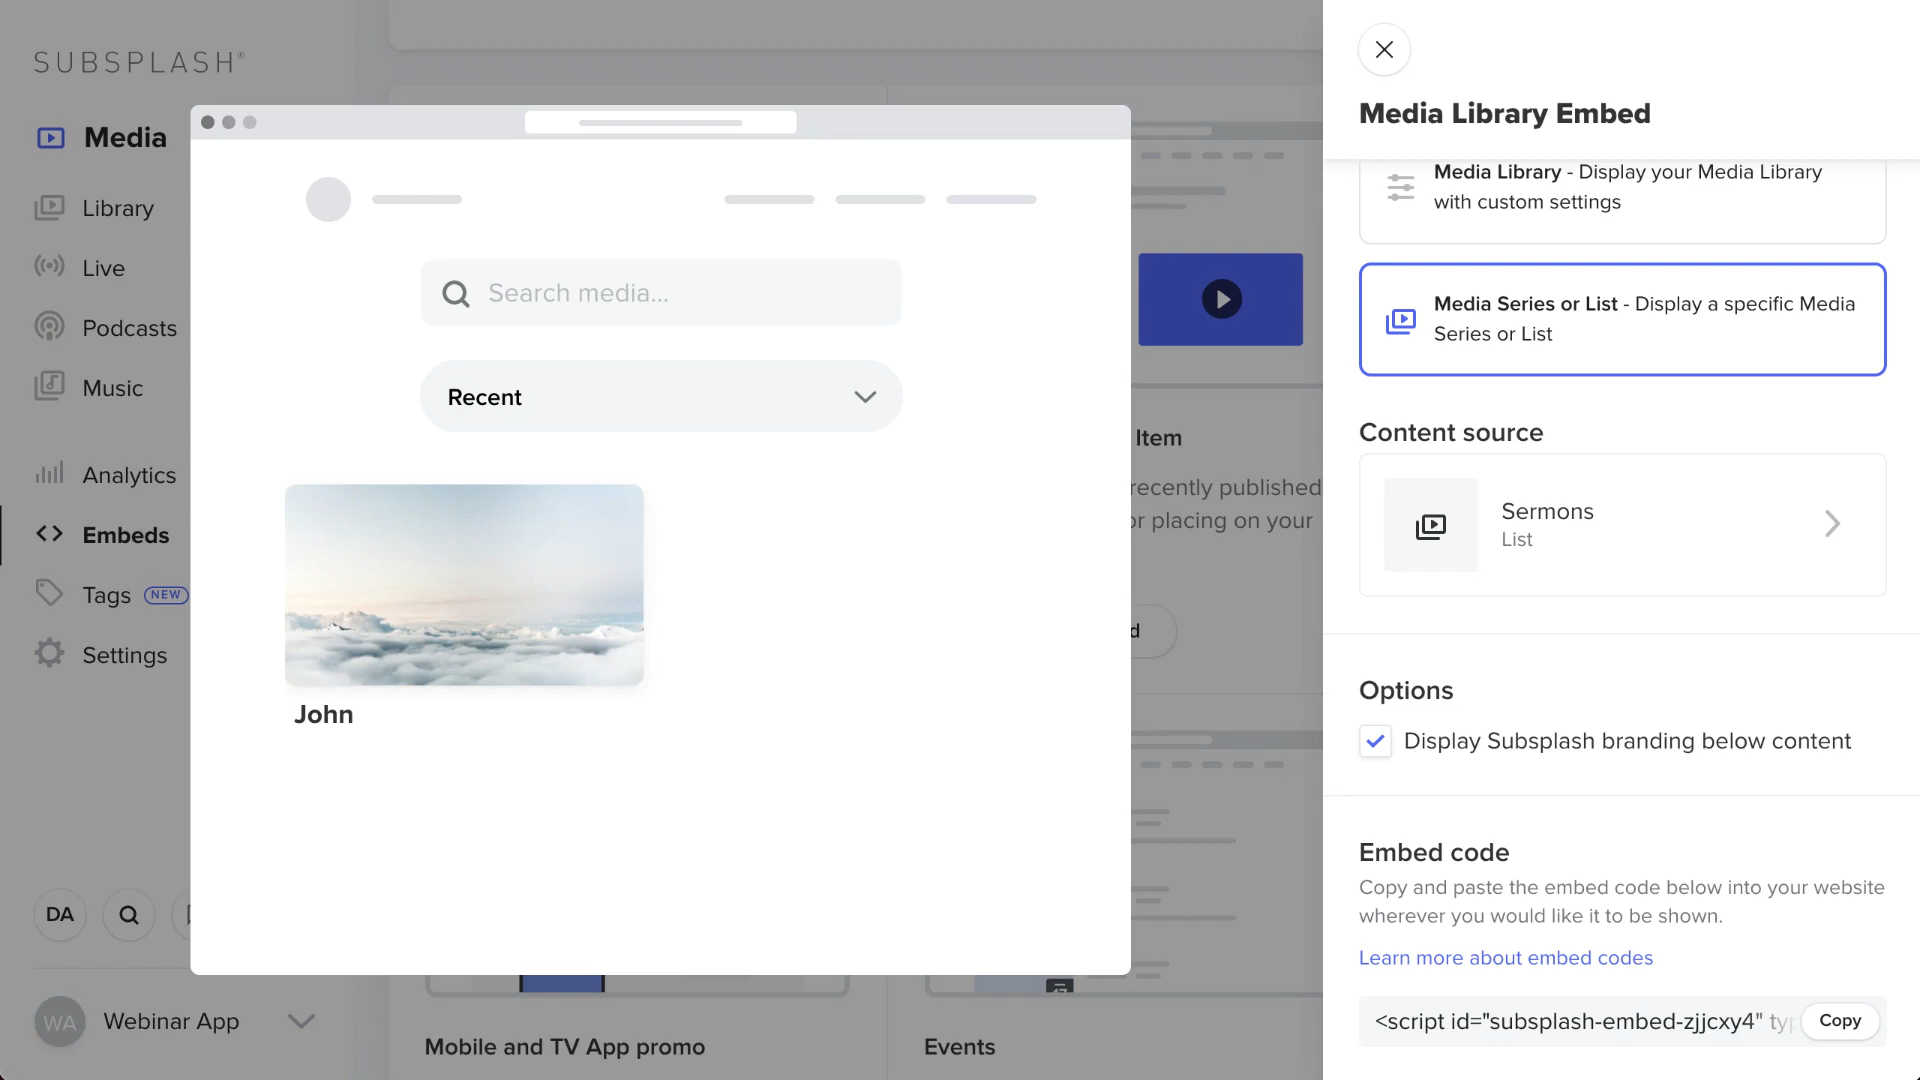 SUBSPLASH®
Media
Library
Live
Podcasts
Music
Analytics
Embeds
Tags NEW
Settings
DA
WA Webinar App
Search media...
Recent
John
Item
recently published
or placing on your
d
Mobile and TV App promo
Events
17
Media Library Embed
Media Library - Display your Media Library
with custom settings
Media Series or List - Display a specific Media
Series or List
Content source
Sermons
List
Options
Display Subsplash branding below content
Embed code
Copy and paste the embed code below into your website
wherever you would like it to be shown.
Learn more about embed codes
<script id="subsplash-embed-zjjcxy4" typ
Copy